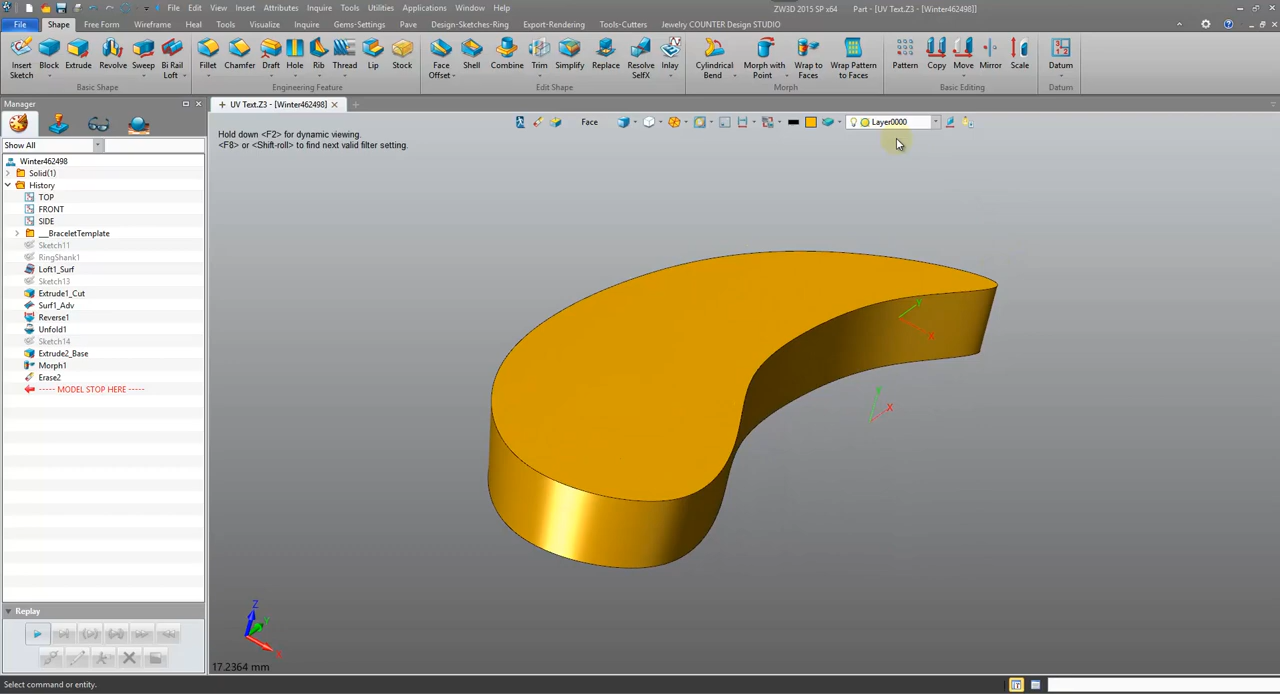 ZW3D 2015 SP x64
Part - [UV Text.Z3 - [Winter462498]]
File Edit View Insert Attributes Inquire Tools Utilities Applications Window Help
File Shape Free Form Wireframe Heal Tools Visualize Inquire Gems-Settings Pave Design-Sketches-Ring Export-Rendering Tools-Cutters Jewelry COUNTER Design STUDIO
Insert Sketch Block Extrude Revolve Sweep Bi Rail Loft Fillet Chamfer Draft Hole Rib Thread Lip Stock Face Offset Shell Combine Trim Simplify Replace Resolve SelfX Inlay Cylindrical Bend Morph with Point Wrap to Faces Wrap Pattern to Faces Pattern Copy Move Mirror Scale Datum
Basic Shape Engineering Feature Edit Shape Morph Basic Editing Datum
Manager
UV Text.Z3 - [Winter462498]
Face
Layer0000
Hold down <F2> for dynamic viewing.
<F8> or <Shift-roll> to find next valid filter setting.
Show All
Winter462498
Solid(1)
History
TOP
FRONT
SIDE
__BraceletTemplate
Sketch11
RingShank1
Loft1_Surf
Sketch13
Extrude1_Cut
Surf1_Adv
Reverse1
Unfold1
Sketch14
Extrude2_Base
Morph1
Erase2
----- MODEL STOP HERE -----
Y
X
Y
X
Replay
Z
Y
X
17.2364 mm
Select command or entity.